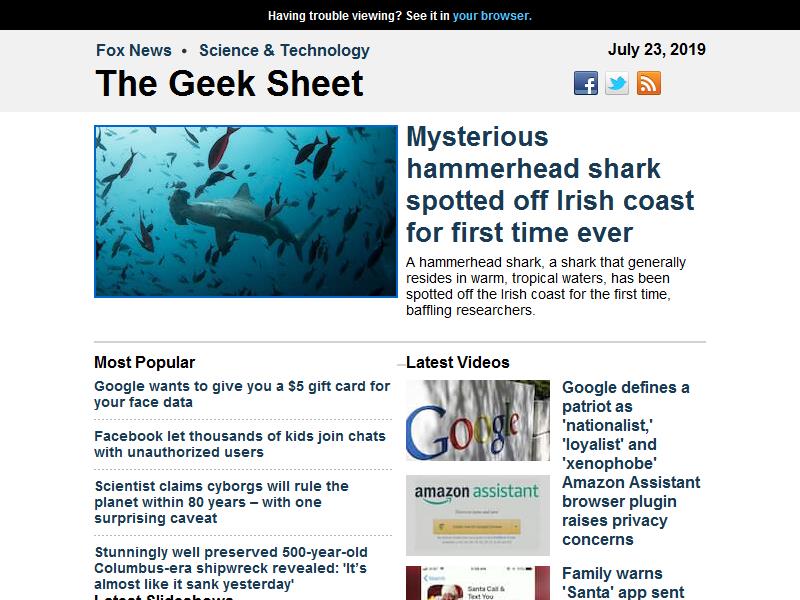 Having trouble viewing? See it in your browser.
Fox News • Science & Technology
July 23, 2019
The Geek Sheet
Mysterious
hammerhead shark
spotted off Irish coast
for first time ever
A hammerhead shark, a shark that generally
resides in warm, tropical waters, has been
spotted off the Irish coast for the first time,
baffling researchers.
Most Popular
Google wants to give you a $5 gift card for
your face data
Facebook let thousands of kids join chats
with unauthorized users
Scientist claims cyborgs will rule the
planet within 80 years – with one
surprising caveat
Stunningly well preserved 500-year-old
Columbus-era shipwreck revealed: 'It's
almost like it sank yesterday'
Latest Slideshows
Latest Videos
Google
Google defines a
patriot as
'nationalist,'
'loyalist' and
'xenophobe'
amazon assistant
Amazon Assistant
browser plugin
raises privacy
concerns
Search
Santa Call &
Text You
Family warns
'Santa' app sent